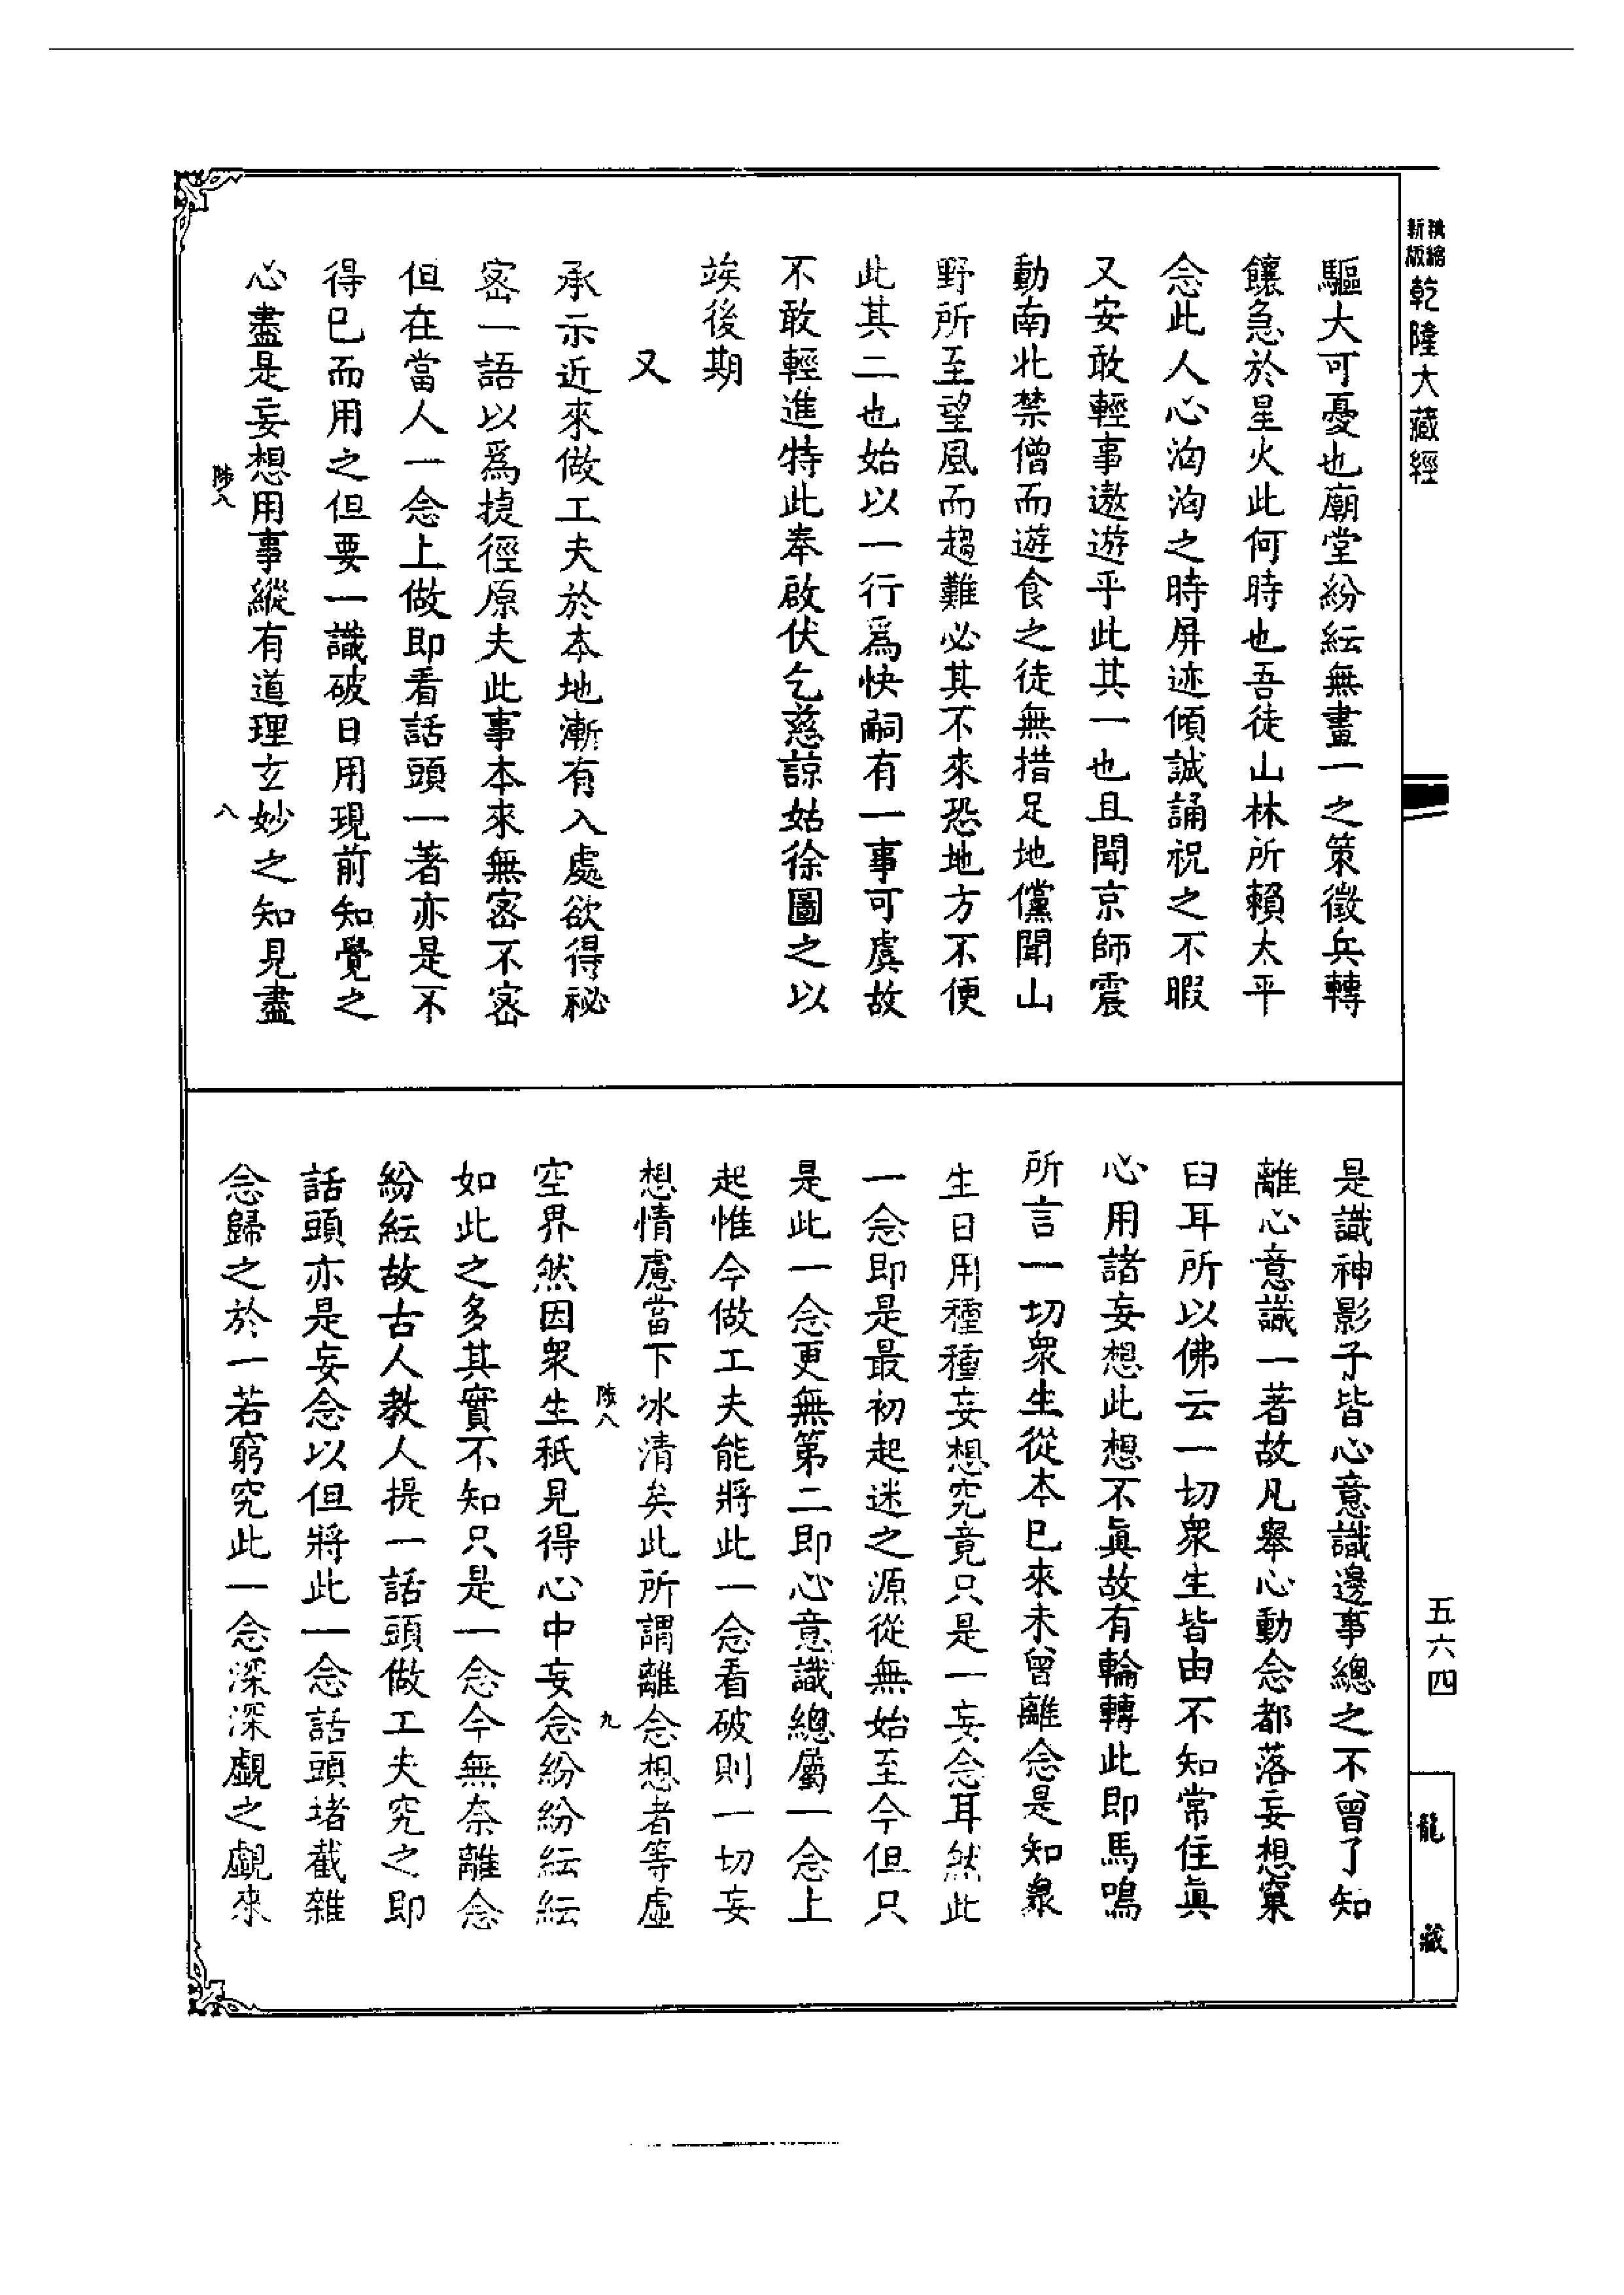 精縮新版
乾隆大藏經
驅大可憂也廟堂紛紜無畫一之策徵兵轉
饟急於星火此何時也吾徒山林所賴太平
念此人心洶洶之時屏迹傾誠誦祝之不暇
又安敢輕事遨遊乎此其一也且聞京師震
動南北禁僧而遊食之徒無措足地儻聞山
野所至望風而趨難必其不來恐地方不便
此其二也始以一行爲快嗣有一事可虞故
不敢輕進特此奉啟伏乞慈諒姑徐圖之以
竢後期
又
承示近來做工夫於本地漸有入處欲得祕
密一語以爲捷徑原夫此事本來無密不密
但在當人一念上做即看話頭一著亦是不
得已而用之但要一識破日用現前知覺之
心盡是妄想用事縱有道理玄妙之知見盡
陟八
八
是識神影子皆心意識邊事總之不曾了知
離心意識一著故凡舉心動念都落妄想窠
臼耳所以佛云一切眾生皆由不知常住真
心用諸妄想此想不眞故有輪轉此即馬鳴
所言一切衆生從本已來未曾離念是知衆
生日用種種妄想究竟只是一妄念耳然此
一念即是最初起迷之源從無始至今但只
是此一念更無第二即心意識總屬一念上
起惟今做工夫能將此一念看破則一切妄
想情慮當下冰清矣此所謂離念想者等虛
陟八
九
空界然因衆生秖見得心中妄念紛紛紜紜
如此之多其實不知只是一念今無奈離念
紛紜故古人教人提一話頭做工夫究之即
話頭亦是妄念以但將此一念話頭堵截雜
念歸之於一若窮究此一念深深覷之覷來
五六四
龍藏